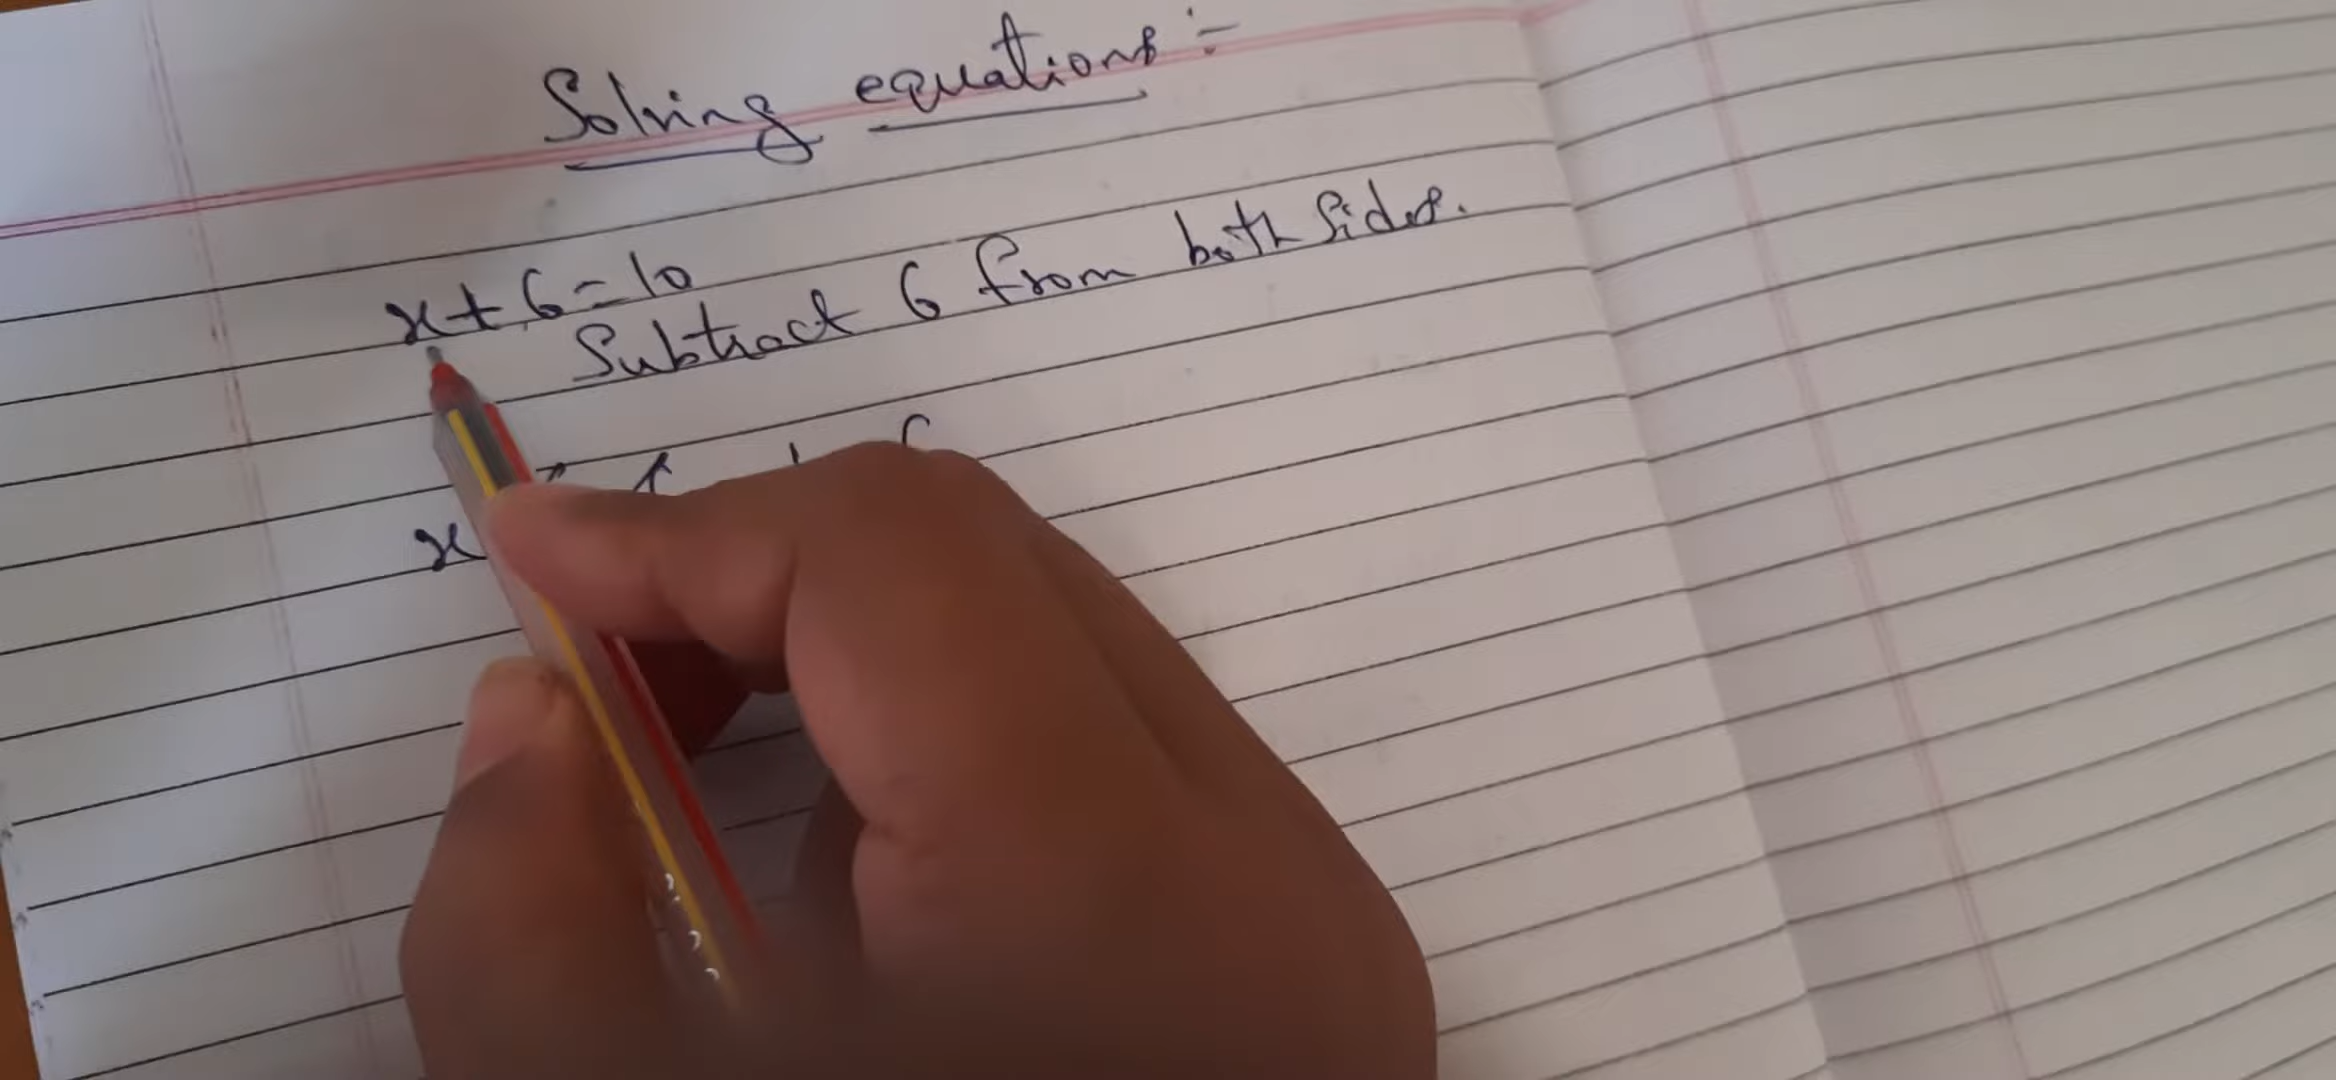 Solving equations :-
x + 6 = 10
Subtract 6 from both sides.
x